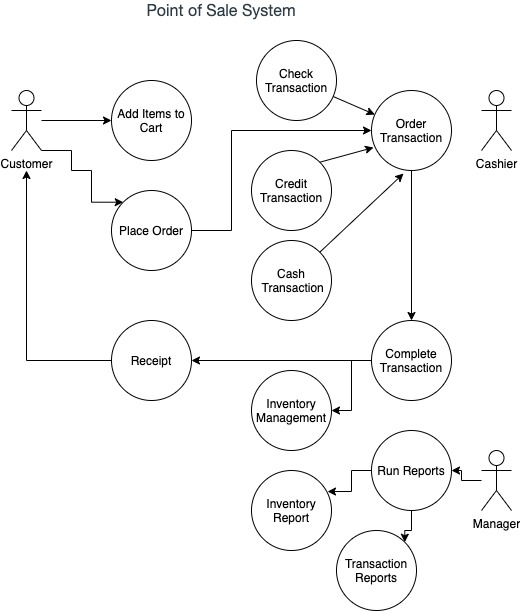 Point of Sale System
Check
Transaction
Add Items to
Cart
Order
Transaction
Customer
Cashier
Credit
Transaction
Place Order
Cash
Transaction
Receipt
Complete
Transaction
Inventory
Management
Run Reports
Inventory
Report
Manager
Transaction
Reports